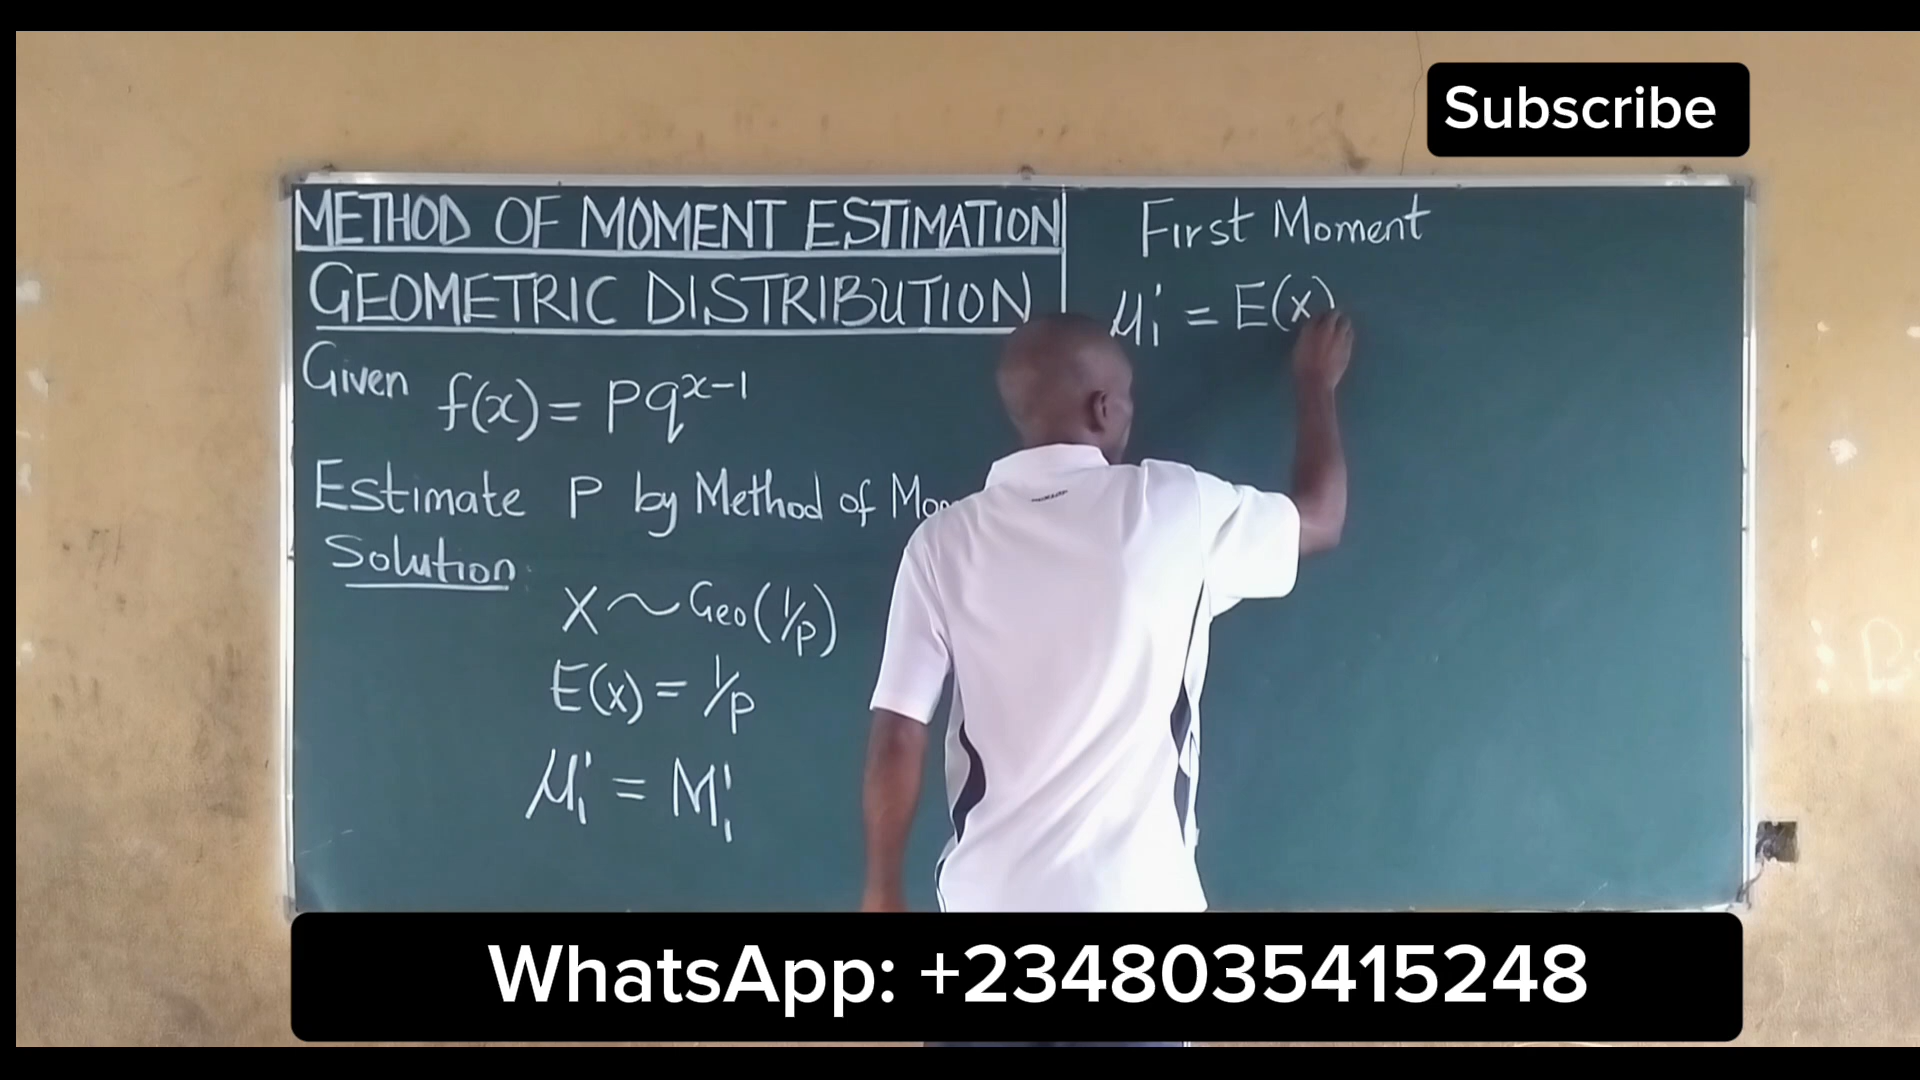 Subscribe
METHOD OF MOMENT ESTIMATION
GEOMETRIC DISTRIBUTION
Given f(x) = Pq^{x-1}
Estimate P by Method of
Solution
X ~ Geo(1/p)
E(x) = 1/p
μ₁' = M₁'
First Moment
μ₁' = E(x)
WhatsApp: +2348035415248